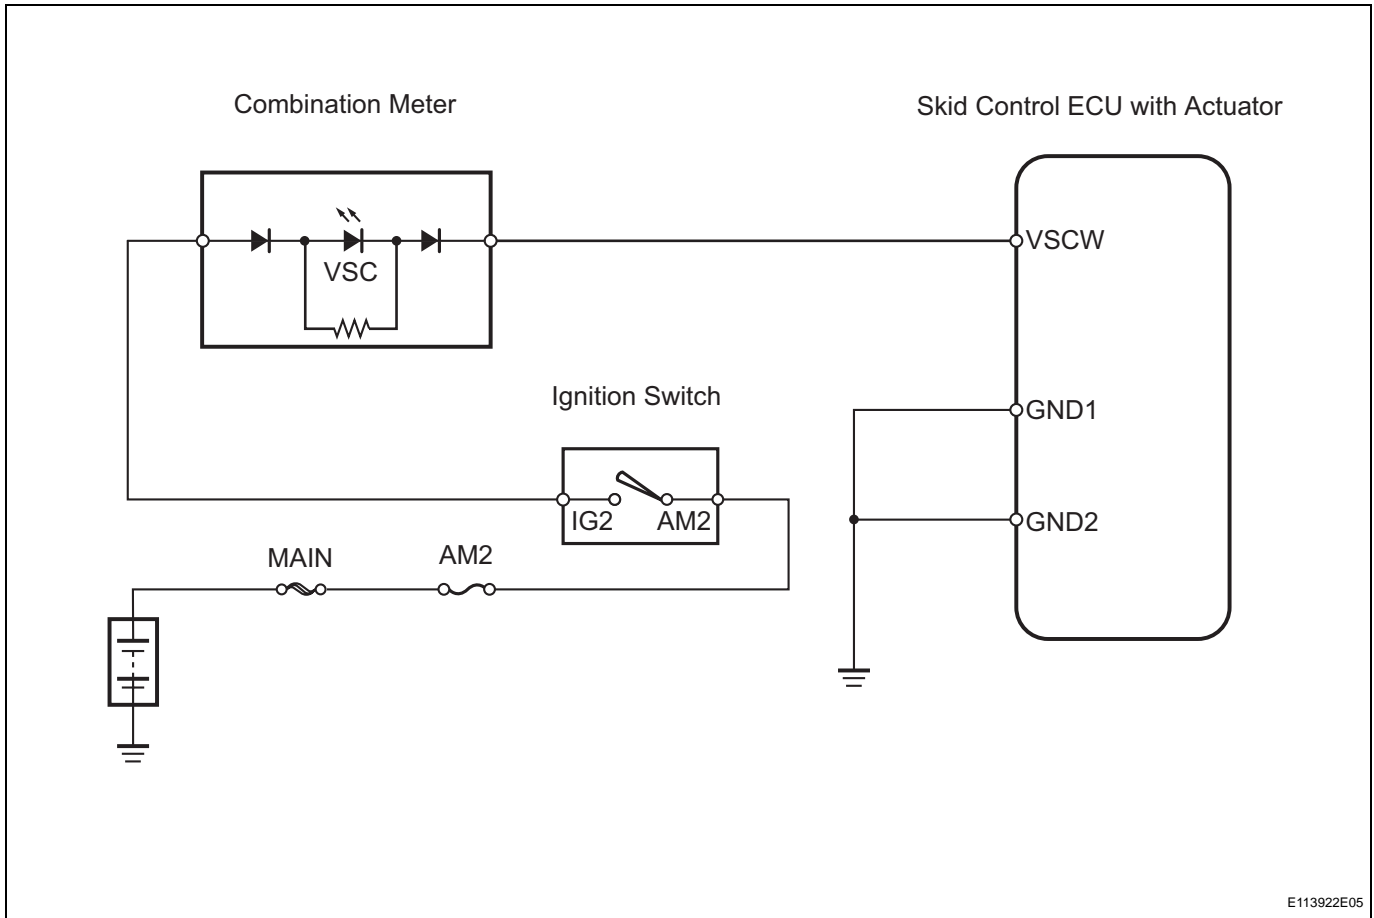 Combination Meter
Skid Control ECU with Actuator
VSCW
VSC
Ignition Switch
GND1
IG2
AM2
GND2
MAIN
AM2
E113922E05